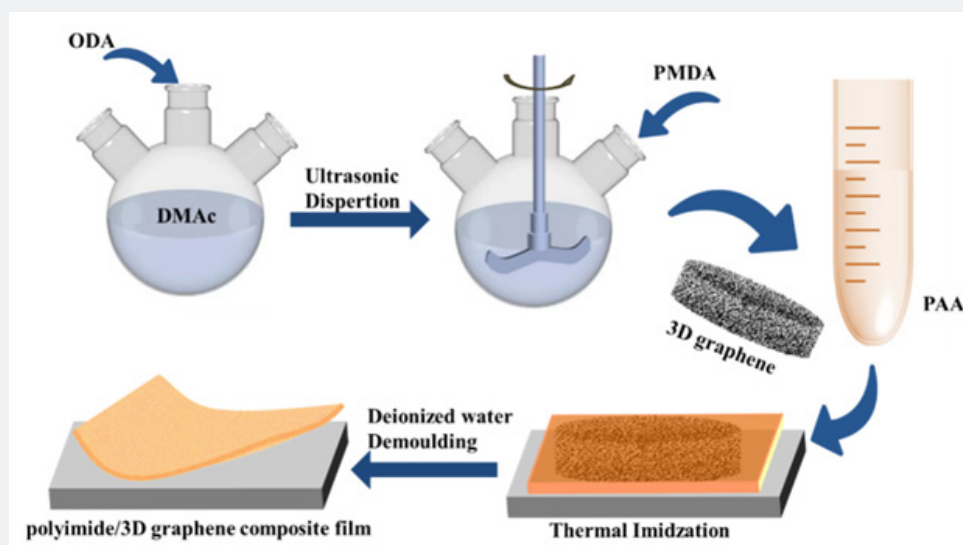 ODA
PMDA
Ultrasonic
Dispertion
DMAc
PAA
3D graphene
Deionized water
Demoulding
polyimide/3D graphene composite film
Thermal Imidzation